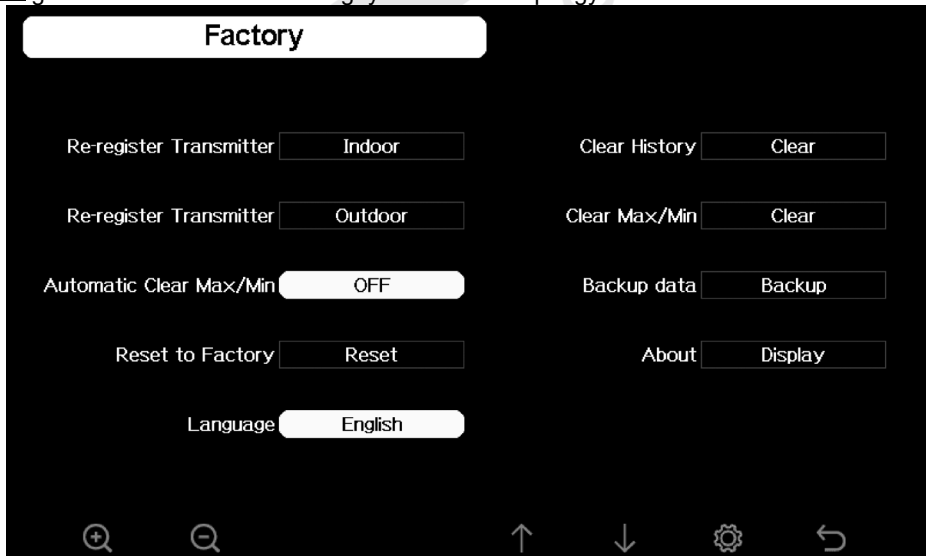 Factory
Re-register Transmitter Indoor
Clear History Clear
Re-register Transmitter Outdoor
Clear Max/Min Clear
Automatic Clear Max/Min OFF
Backup data Backup
Reset to Factory Reset
About Display
Language English